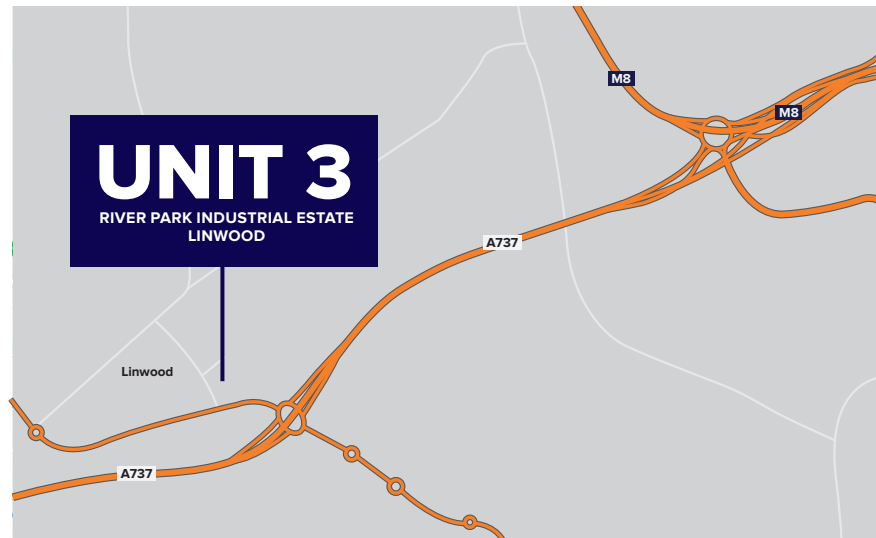 M8
M8
UNIT 3
RIVER PARK INDUSTRIAL ESTATE
LINWOOD
A737
Linwood
A737